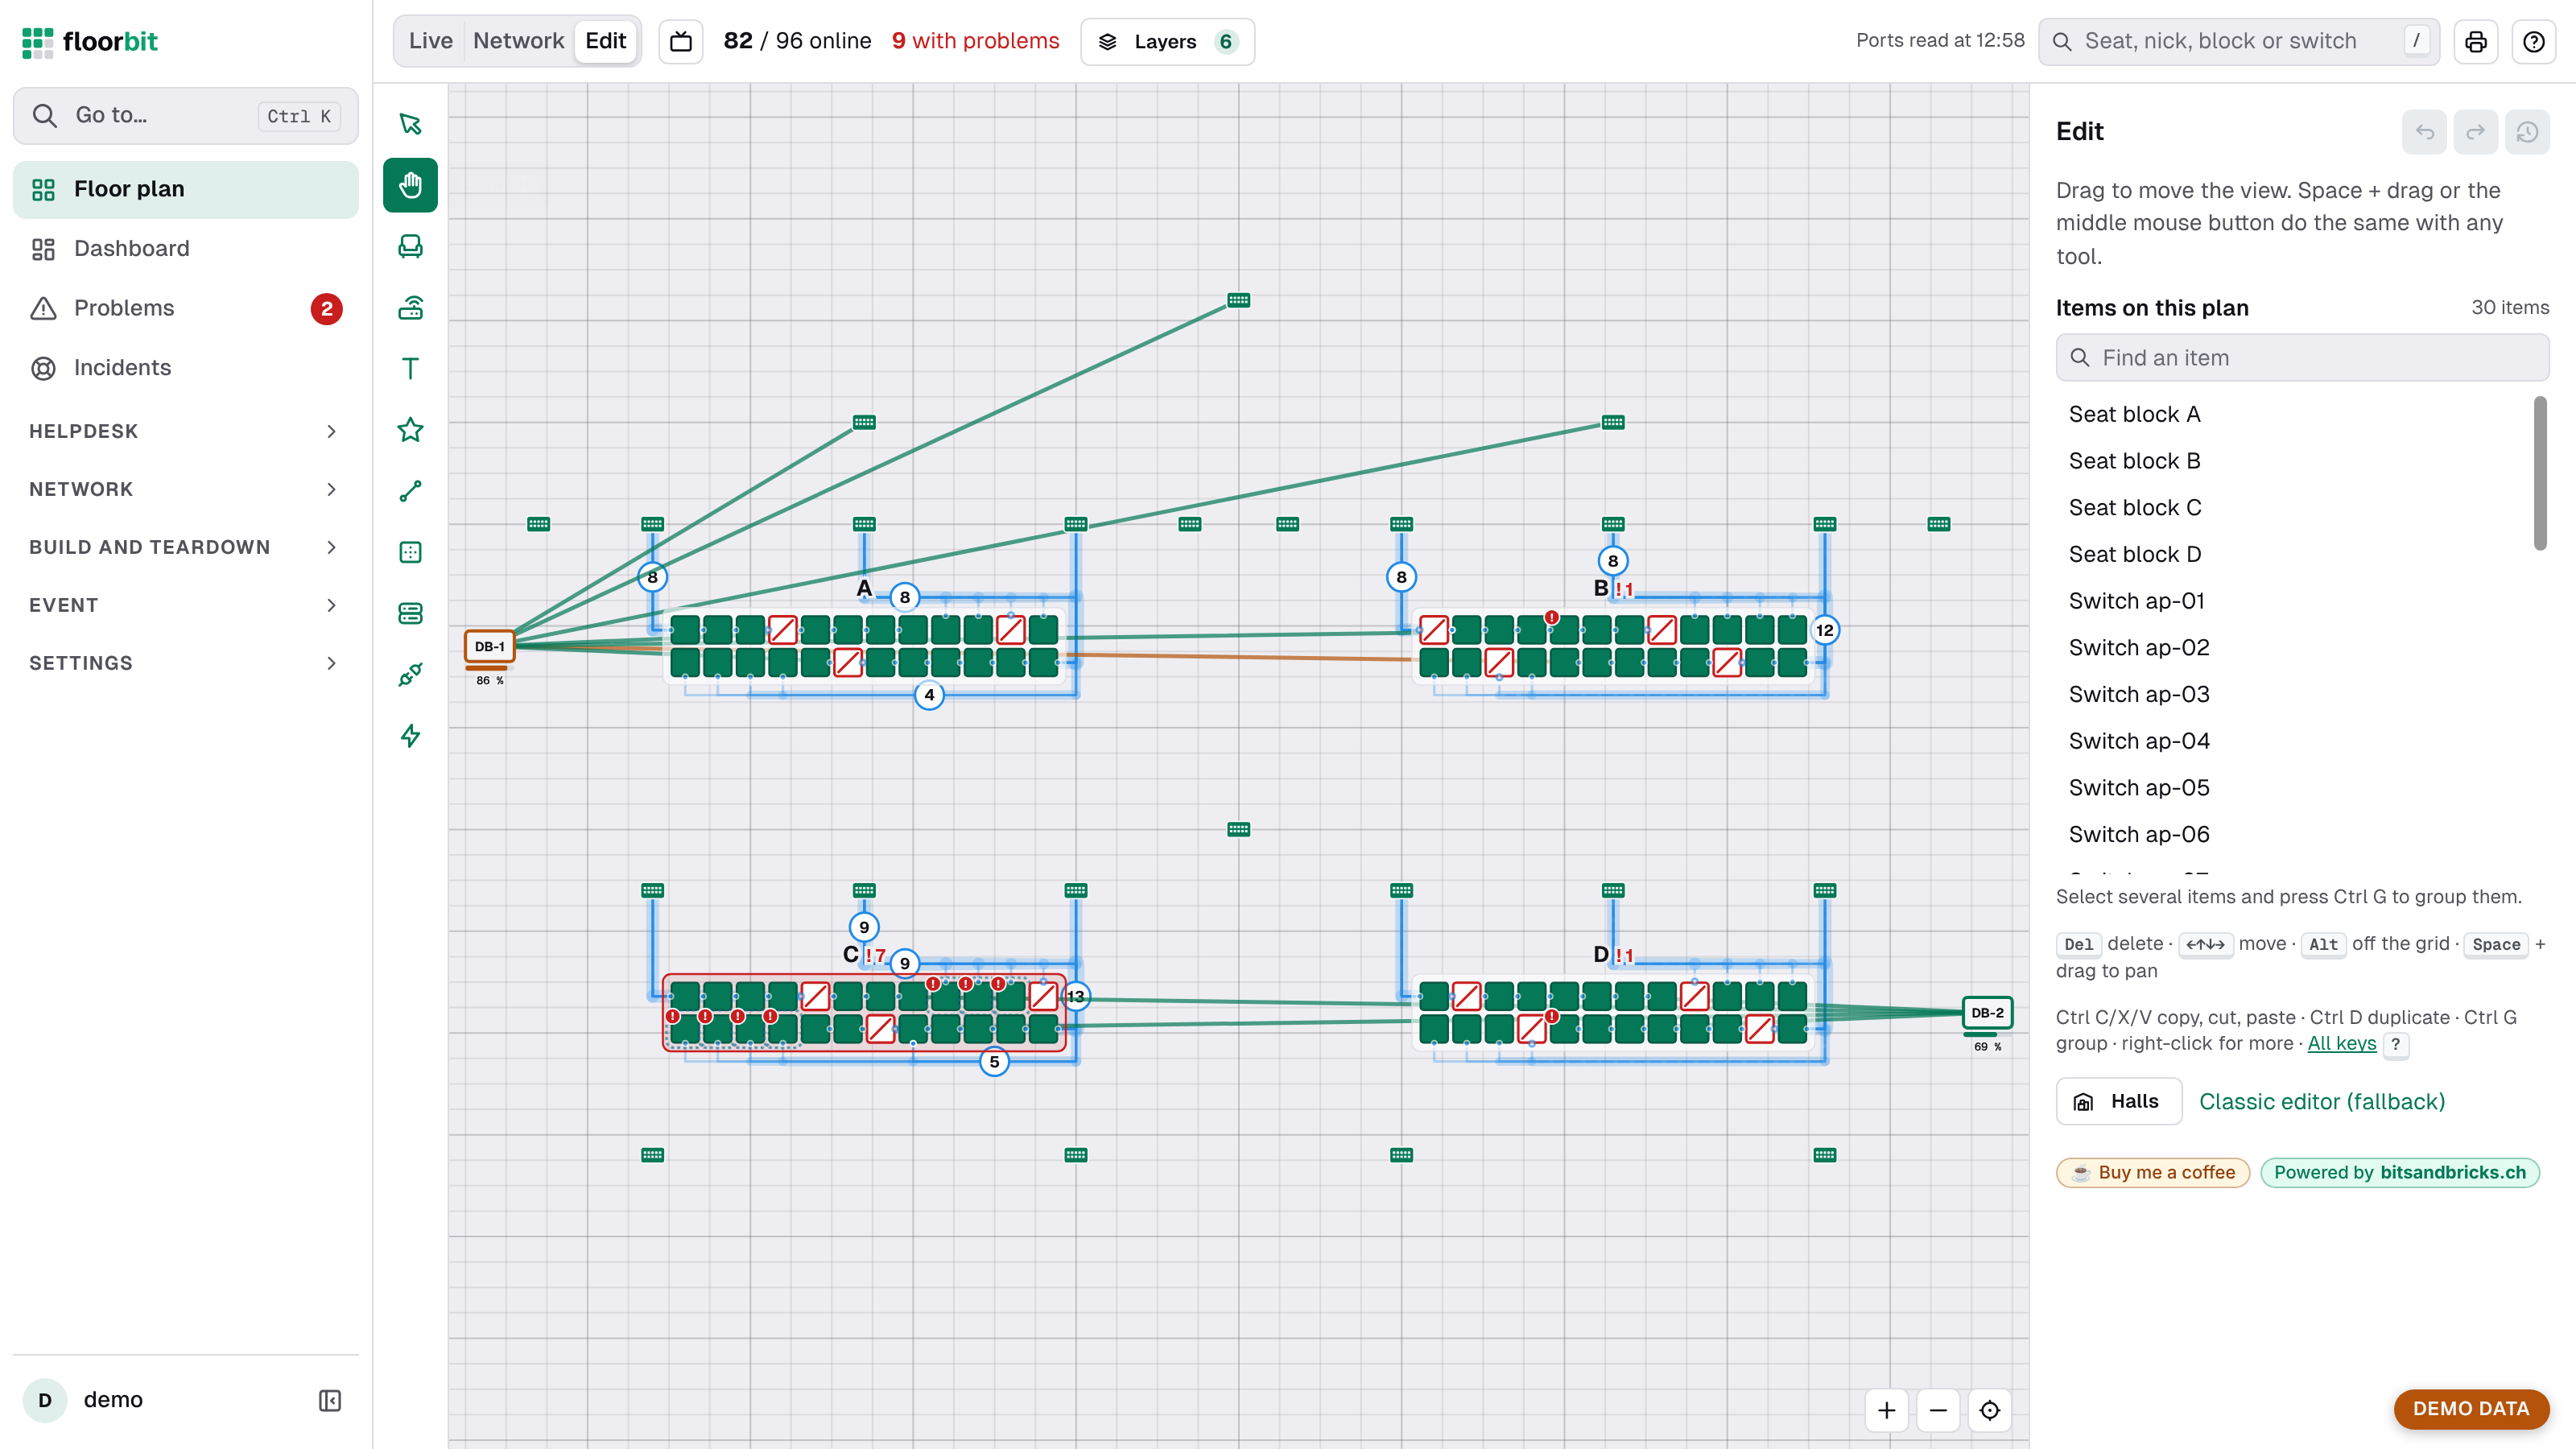 floorbit
Go to...
Ctrl K
Floor plan
Dashboard
Problems
2
Incidents
HELPDESK
NETWORK
BUILD AND TEARDOWN
EVENT
SETTINGS
D
demo
Live
Network
Edit
82 / 96 online
9 with problems
Layers
6
Ports read at 12:58
Seat, nick, block or switch
/
8
A
8
8
8
B !1
DB-1
86 %
12
4
9
C !7
9
D !1
13
DB-2
69 %
5
Edit
Drag to move the view. Space + drag or the
middle mouse button do the same with any
tool.
Items on this plan
30 items
Find an item
Seat block A
Seat block B
Seat block C
Seat block D
Switch ap-01
Switch ap-02
Switch ap-03
Switch ap-04
Switch ap-05
Switch ap-06
Select several items and press Ctrl G to group them.
Del delete · ←↑↓→ move · Alt off the grid · Space +
drag to pan
Ctrl C/X/V copy, cut, paste · Ctrl D duplicate · Ctrl G
group · right-click for more · All keys ?
Halls
Classic editor (fallback)
Buy me a coffee
Powered by bitsandbricks.ch
DEMO DATA